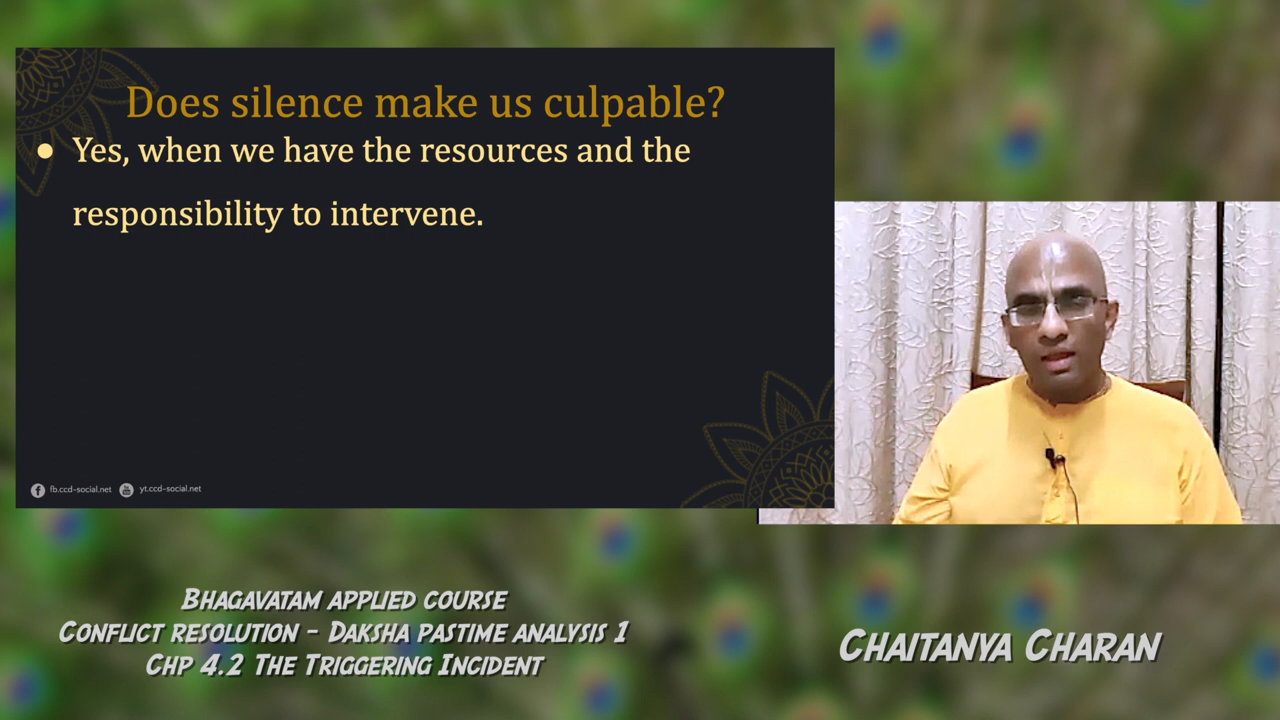 Does silence make us culpable?
• Yes, when we have the resources and the
responsibility to intervene.
fb.ccd-social.net yt.ccd-social.net
Bhagavatam applied course
Conflict resolution - Daksha pastime analysis 1
Chp 4.2 The Triggering Incident
Chaitanya Charan